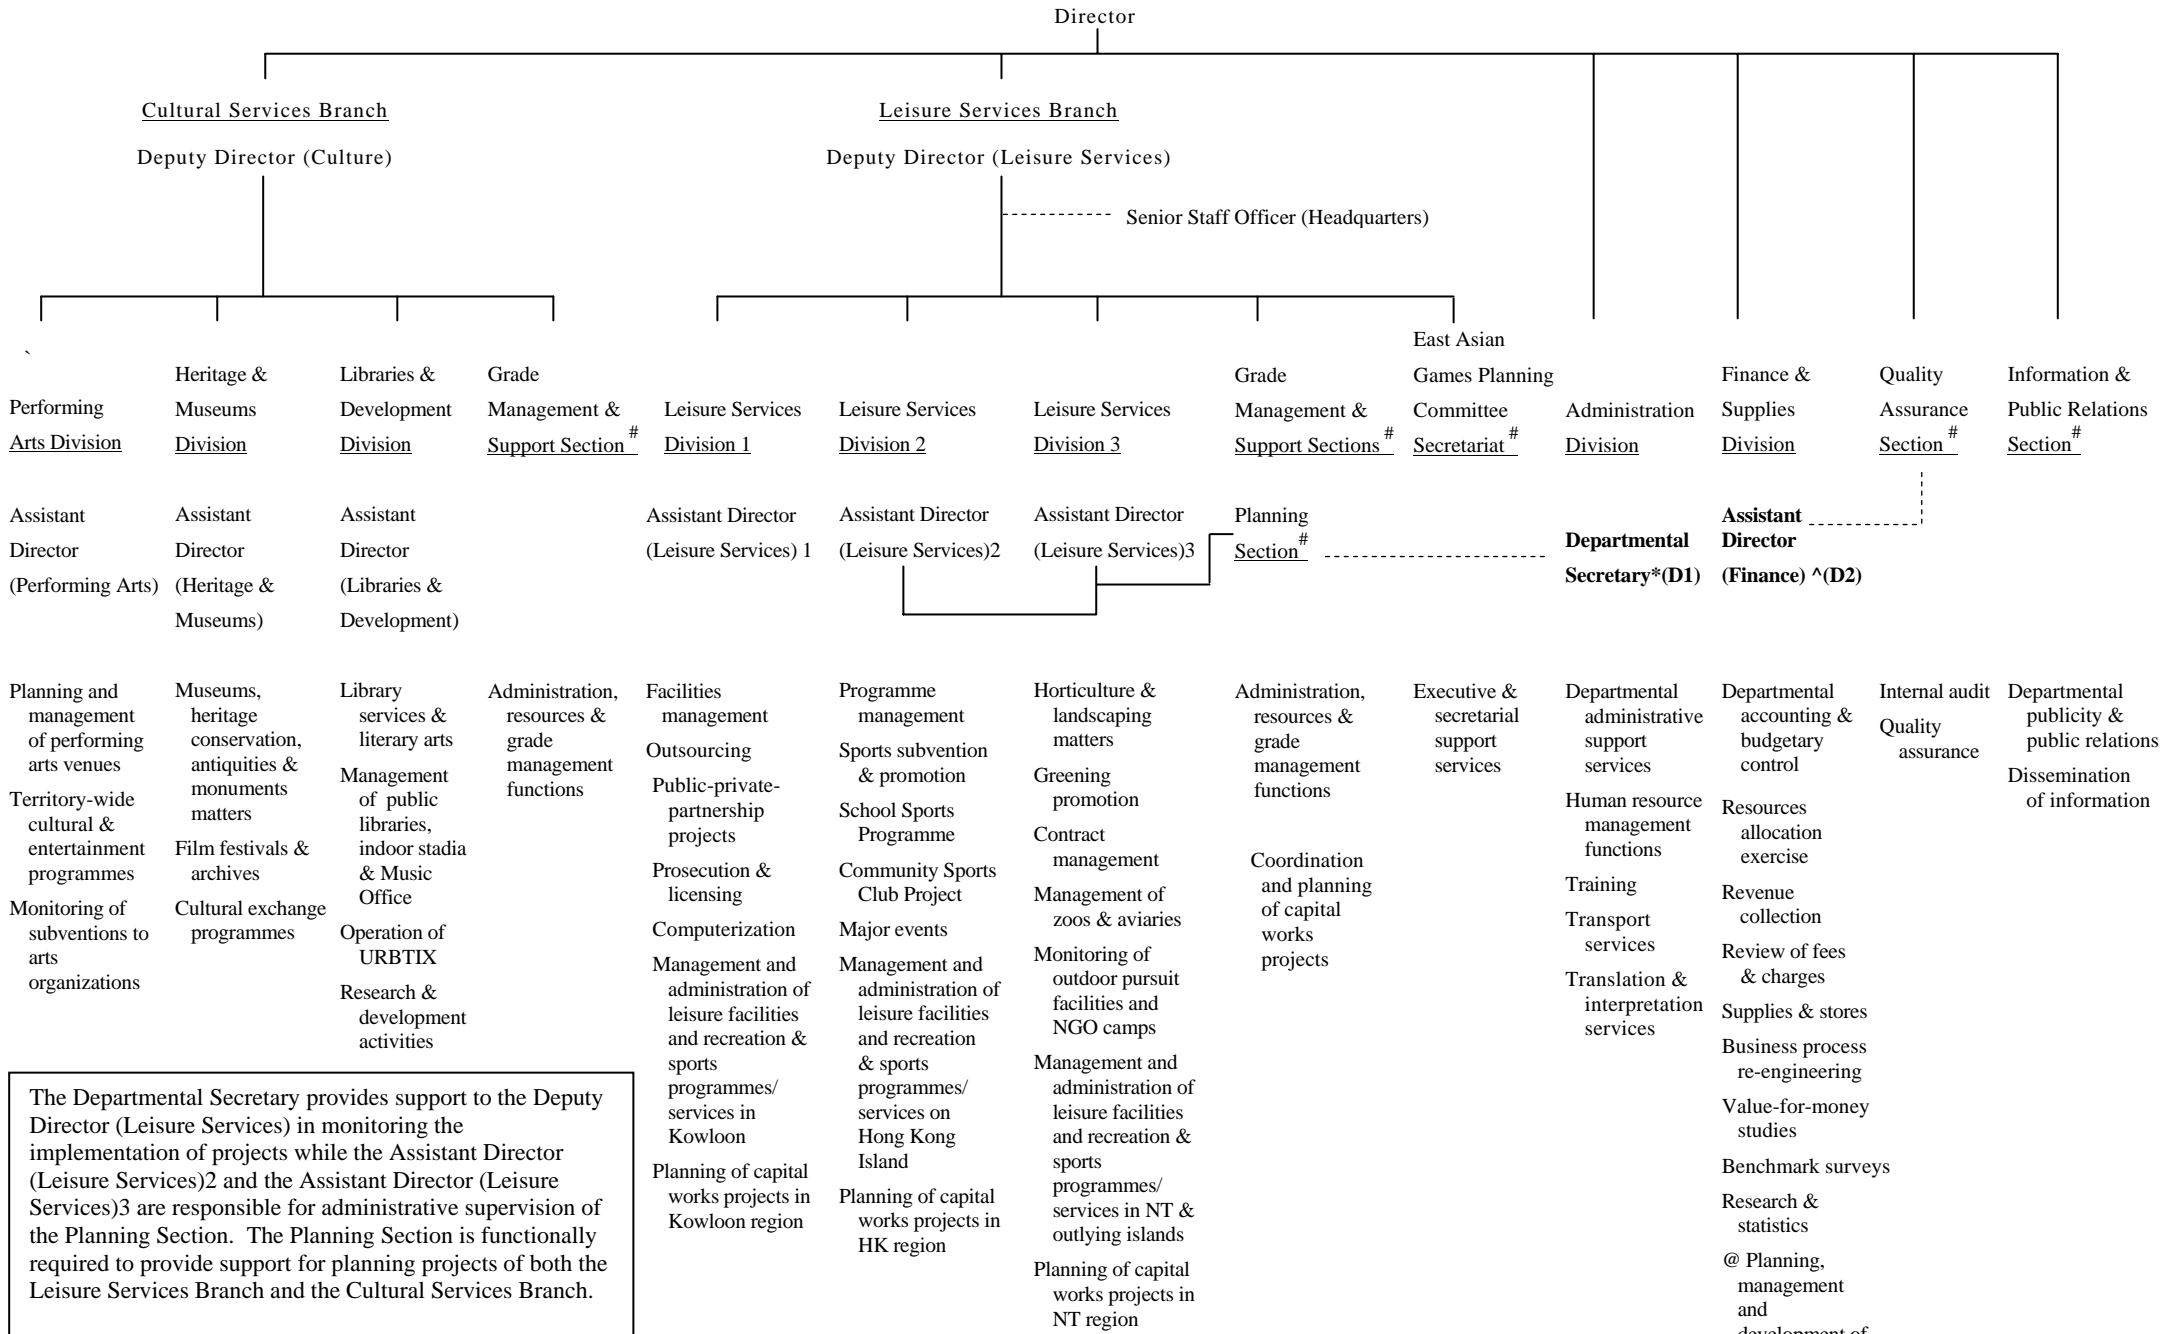 Director
Cultural Services Branch
Deputy Director (Culture)
Leisure Services Branch
Deputy Director (Leisure Services)
Senior Staff Officer (Headquarters)
`
Performing
Arts Division
Heritage &
Museums
Division
Libraries &
Development
Division
Grade
Management &
Support Section #
Leisure Services
Division 1
Leisure Services
Division 2
Leisure Services
Division 3
Grade
Management &
Support Sections #
East Asian
Games Planning
Committee
Secretariat #
Administration
Division
Finance &
Supplies
Division
Quality
Assurance
Section #
Information &
Public Relations
Section #
Assistant
Director
(Performing Arts)
Assistant
Director
(Heritage &
Museums)
Assistant
Director
(Libraries &
Development)
Assistant Director
(Leisure Services) 1
Assistant Director
(Leisure Services)2
Assistant Director
(Leisure Services)3
Planning
Section #
Departmental
Secretary*(D1)
Assistant
Director
(Finance) ^(D2)
Planning and
management
of performing
arts venues
Territory-wide
cultural &
entertainment
programmes
Monitoring of
subventions to
arts
organizations
Museums,
heritage
conservation,
antiquities &
monuments
matters
Film festivals &
archives
Cultural exchange
programmes
Library
services &
literary arts
Management
of public
libraries,
indoor stadia
& Music
Office
Operation of
URBTIX
Research &
development
activities
Administration,
resources &
grade
management
functions
Facilities
management
Outsourcing
Public-private-
partnership
projects
Prosecution &
licensing
Computerization
Management and
administration of
leisure facilities
and recreation &
sports
programmes/
services in
Kowloon
Planning of capital
works projects in
Kowloon region
Programme
management
Sports subvention
& promotion
School Sports
Programme
Community Sports
Club Project
Major events
Management and
administration of
leisure facilities
and recreation
& sports
programmes/
services on
Hong Kong
Island
Planning of capital
works projects in
HK region
Horticulture &
landscaping
matters
Greening
promotion
Contract
management
Management of
zoos & aviaries
Monitoring of
outdoor pursuit
facilities and
NGO camps
Management and
administration of
leisure facilities
and recreation &
sports
programmes/
services in NT &
outlying islands
Planning of capital
works projects in
NT region
Administration,
resources &
grade
management
functions
Coordination
and planning
of capital
works
projects
Executive &
secretarial
support
services
Departmental
administrative
support
services
Human resource
management
functions
Training
Transport
services
Translation &
interpretation
services
Departmental
accounting &
budgetary
control
Resources
allocation
exercise
Revenue
collection
Review of fees
& charges
Supplies & stores
Business process
re-engineering
Value-for-money
studies
Benchmark surveys
Research &
statistics
@ Planning,
management
and
development of
Internal audit
Quality
assurance
Departmental
publicity &
public relations
Dissemination
of information
The Departmental Secretary provides support to the Deputy
Director (Leisure Services) in monitoring the
implementation of projects while the Assistant Director
(Leisure Services)2 and the Assistant Director (Leisure
Services)3 are responsible for administrative supervision of
the Planning Section. The Planning Section is functionally
required to provide support for planning projects of both the
Leisure Services Branch and the Cultural Services Branch.